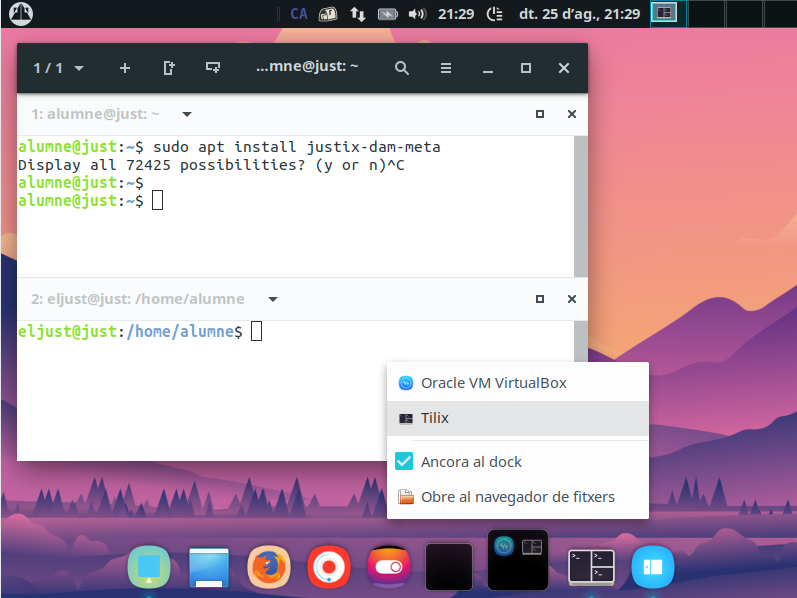 CA 21:29 dt. 25 d'ag., 21:29
1 / 1 ...mne@just: ~
1: alumne@just: ~
alumne@just:~$ sudo apt install justix-dam-meta
Display all 72425 possibilities? (y or n)^C
alumne@just:~$
alumne@just:~$
2: eljust@just: /home/alumne
eljust@just:/home/alumne$
Oracle VM VirtualBox
Tilix
Ancora al dock
Obre al navegador de fitxers